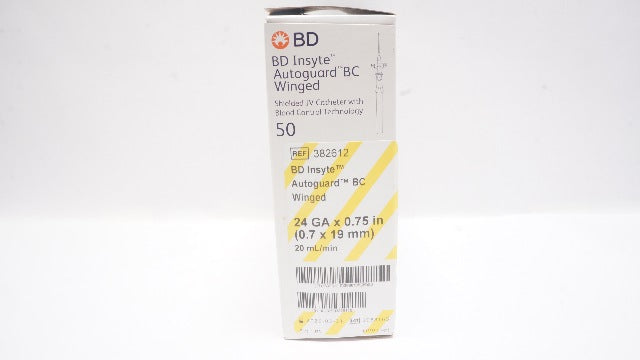 BD
BD Insyte™
Autoguard™ BC
Winged
Shielded IV Catheter with
Blood Control Technology
50
REF 382612
BD Insyte™
Autoguard™ BC
Winged
24 GA x 0.75 in
(0.7 x 19 mm)
20 mL/min